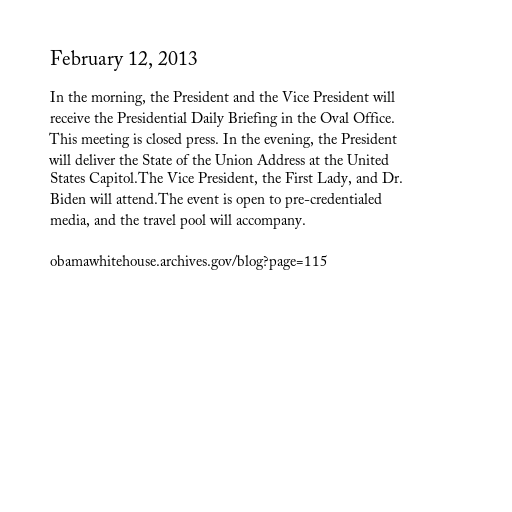 February 12, 2013
In the morning, the President and the Vice President will
receive the Presidential Daily Briefing in the Oval Office.
This meeting is closed press. In the evening, the President
will deliver the State of the Union Address at the United
States Capitol.The Vice President, the First Lady, and Dr.
Biden will attend.The event is open to pre-credentialed
media, and the travel pool will accompany.
obamawhitehouse.archives.gov/blog?page=115